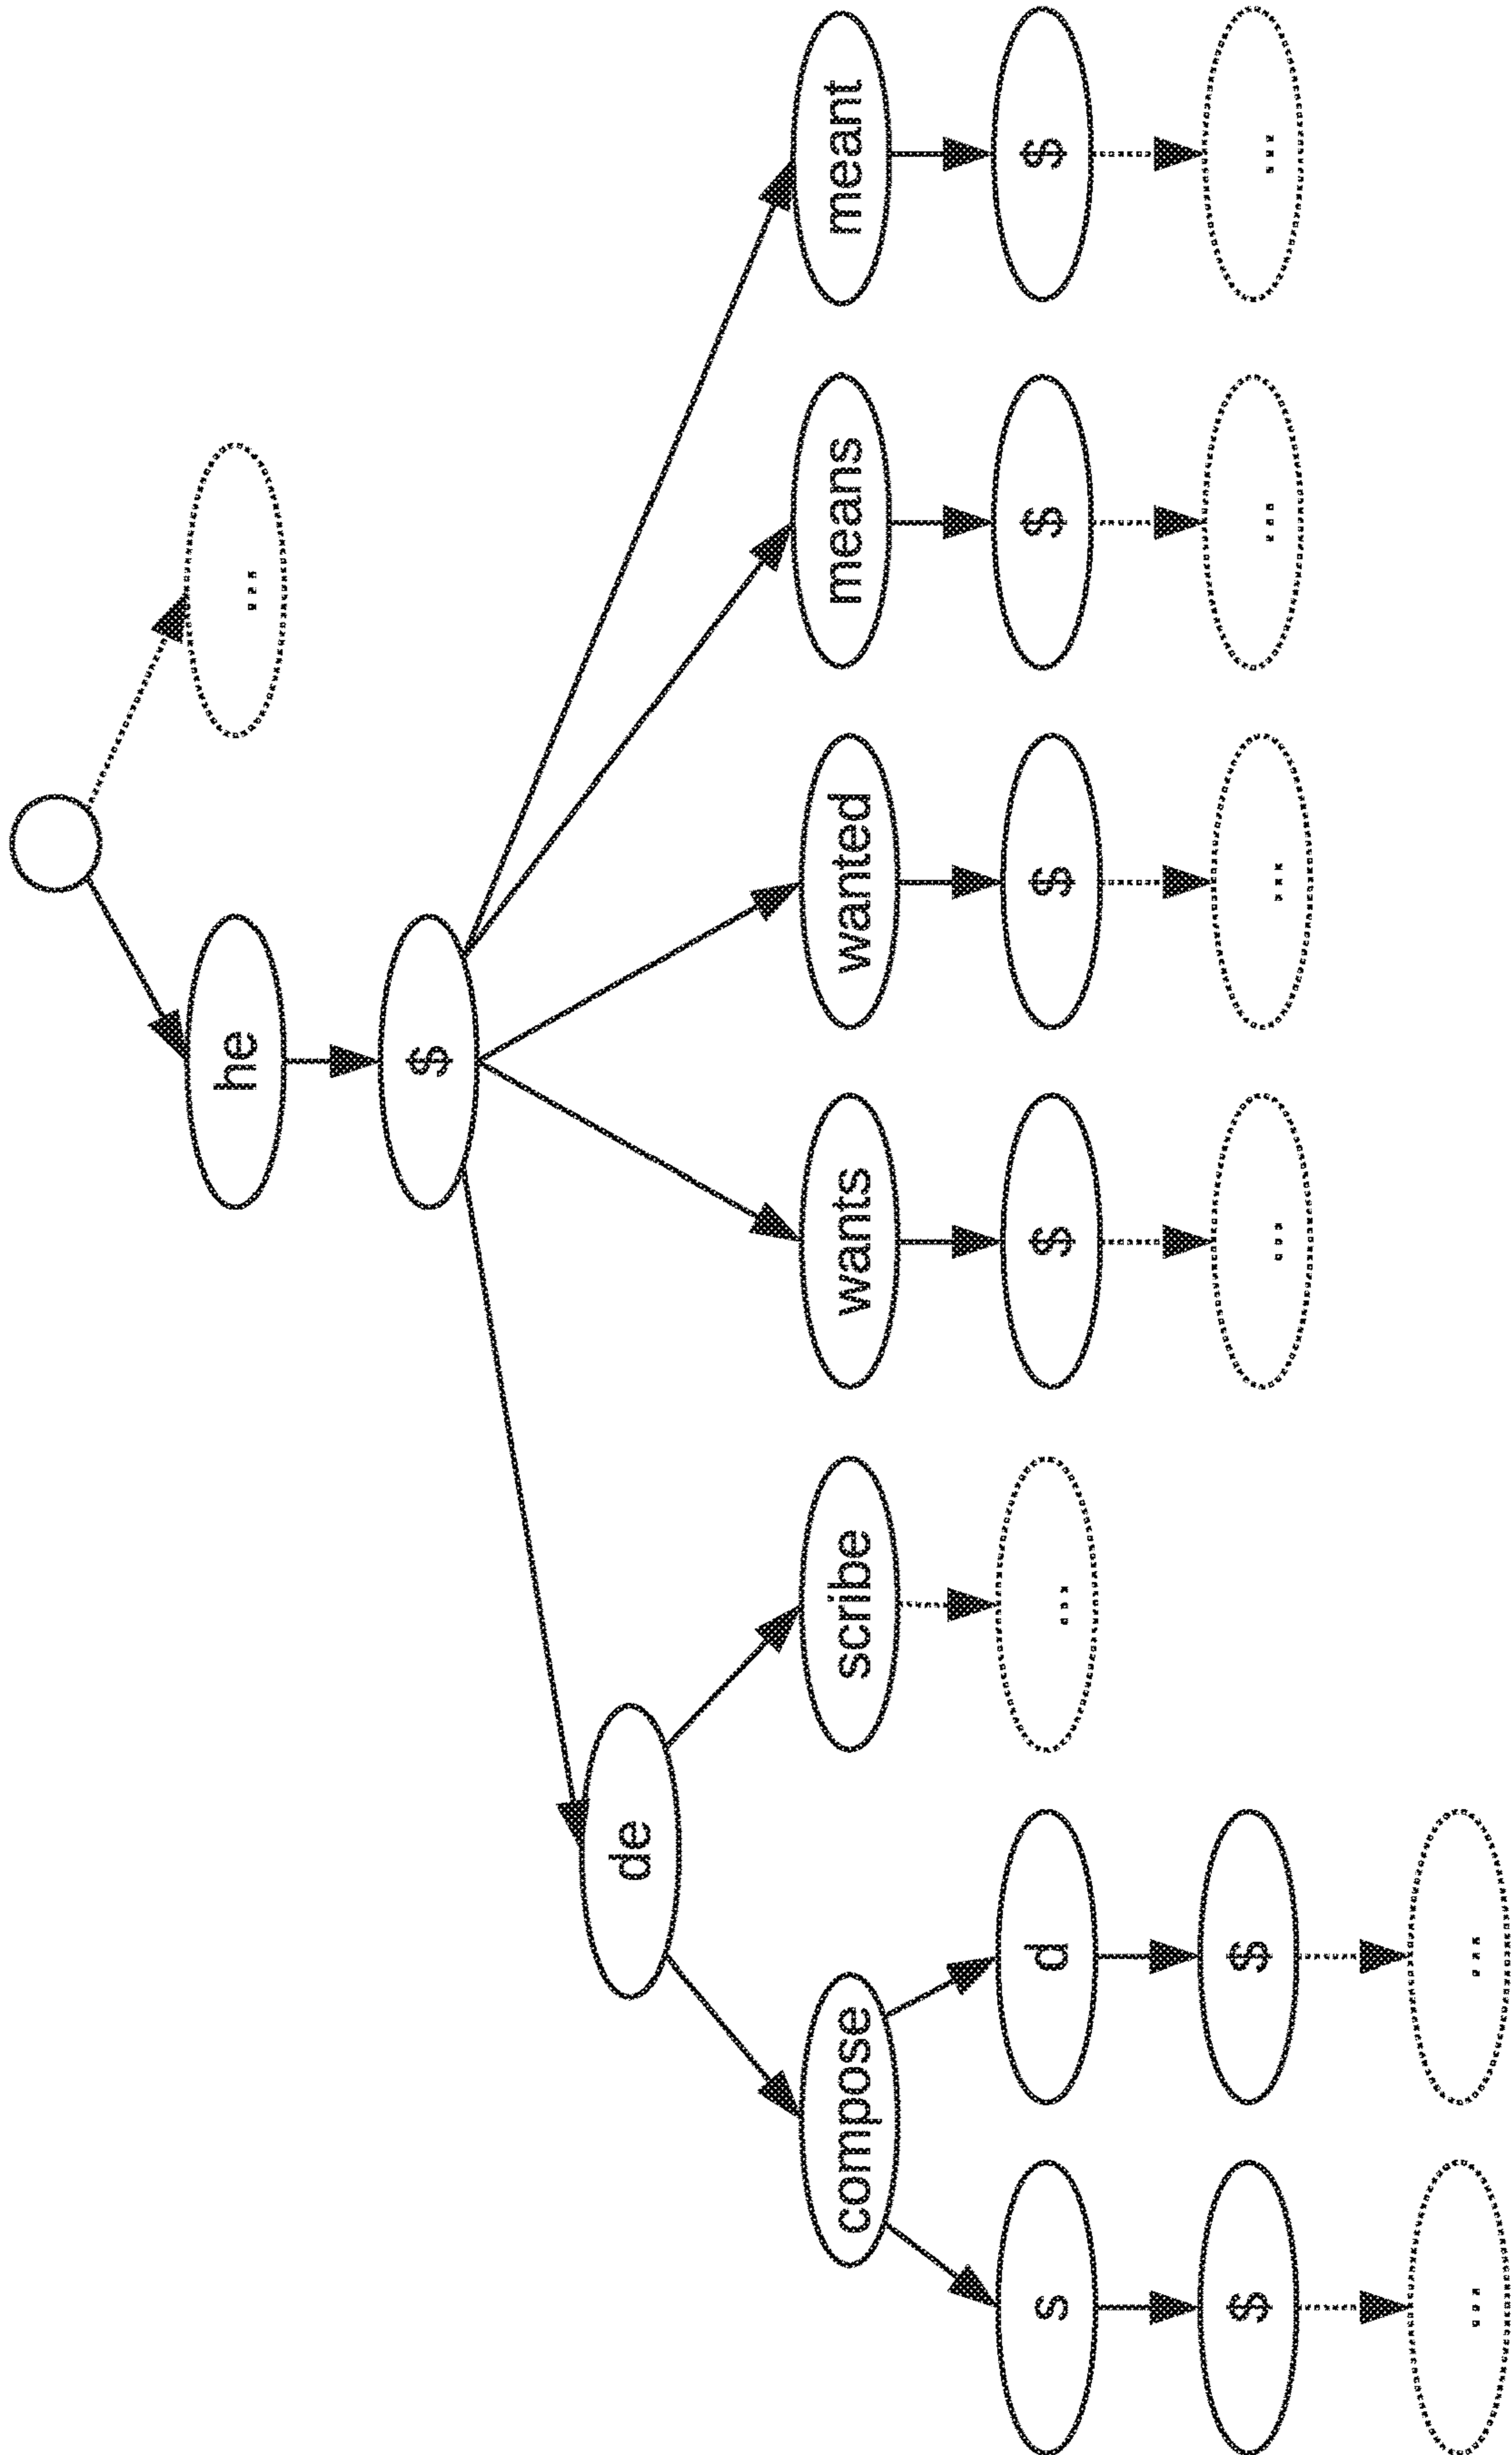 he ...
$
de
compose scribe wants wanted means meant
s d ... $ $ $ $
$ $ ... ... ... ...
... ...